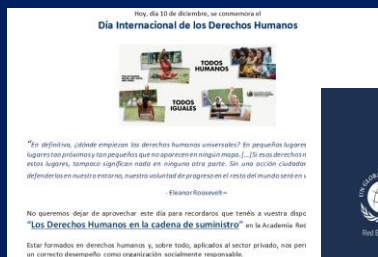 Hoy, día 10 de diciembre, se conmemora el
Día Internacional de los Derechos Humanos
TODOS
HUMANOS
TODOS
IGUALES
"En definitiva, ¿dónde empiezan los derechos humanos universales? En pequeños lugares
lugares tan próximos y tan pequeños que no aparecen en ningún mapa. [...] Si esos derechos n
estos lugares, tampoco significan nada en ninguna otra parte. Sin una acción ciudadan
defenderlos en nuestro entorno, nuestra voluntad de progreso en el resto del mundo será en v
- Eleanor Roosevelt –
No queremos dejar de aprovechar este día para recordaros que tenéis a vuestra dispo
"Los Derechos Humanos en la cadena de suministro" en la Academia Red
Estar formados en derechos humanos y, sobre todo, aplicados al sector privado, nos perm
un correcto desempeño como organización socialmente responsable.
UN GLOBAL
Red E